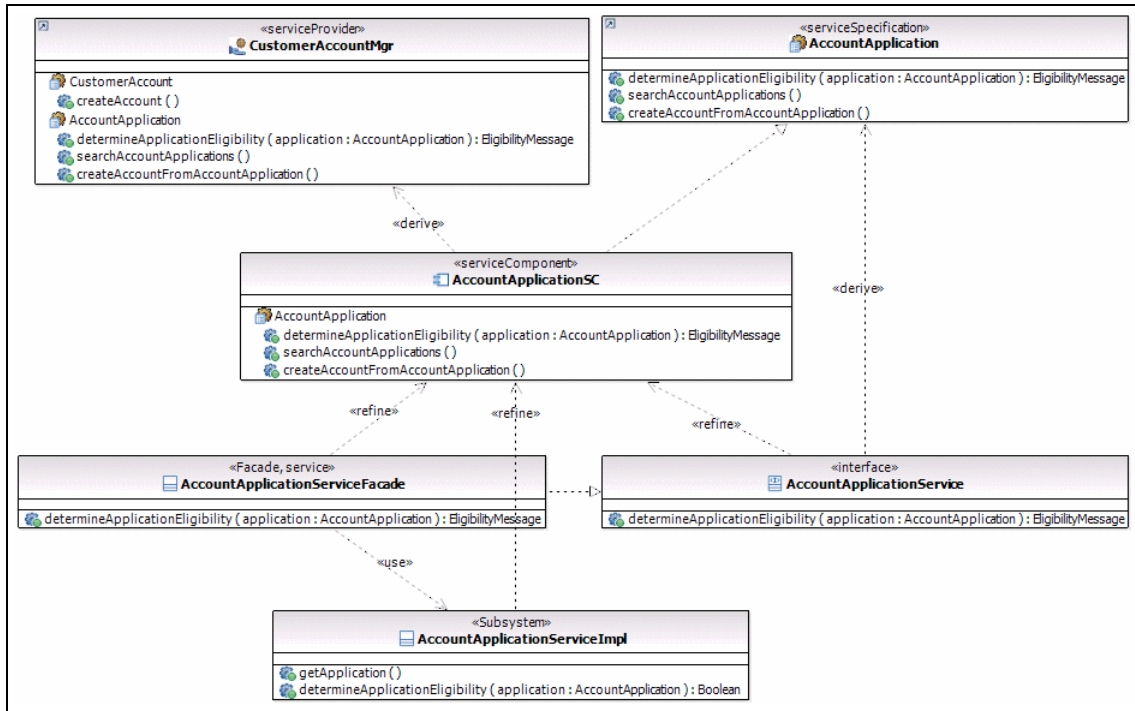 «serviceProvider»
CustomerAccountMgr
CustomerAccount
createAccount ( )
AccountApplication
determineApplicationEligibility ( application : AccountApplication ) : EligibilityMessage
searchAccountApplications ( )
createAccountFromAccountApplication ( )
«serviceSpecification»
AccountApplication
determineApplicationEligibility ( application : AccountApplication ) : EligibilityMessage
searchAccountApplications ( )
createAccountFromAccountApplication ( )
«derive»
«serviceComponent»
AccountApplicationSC
AccountApplication
determineApplicationEligibility ( application : AccountApplication ) : EligibilityMessage
searchAccountApplications ( )
createAccountFromAccountApplication ( )
«derive»
«refine»
«refine»
«refine»
«Facade, service»
AccountApplicationServiceFacade
determineApplicationEligibility ( application : AccountApplication ) : EligibilityMessage
«interface»
AccountApplicationService
determineApplicationEligibility ( application : AccountApplication ) : EligibilityMessage
«use»
«Subsystem»
AccountApplicationServiceImpl
getApplication ( )
determineApplicationEligibility ( application : AccountApplication ) : Boolean